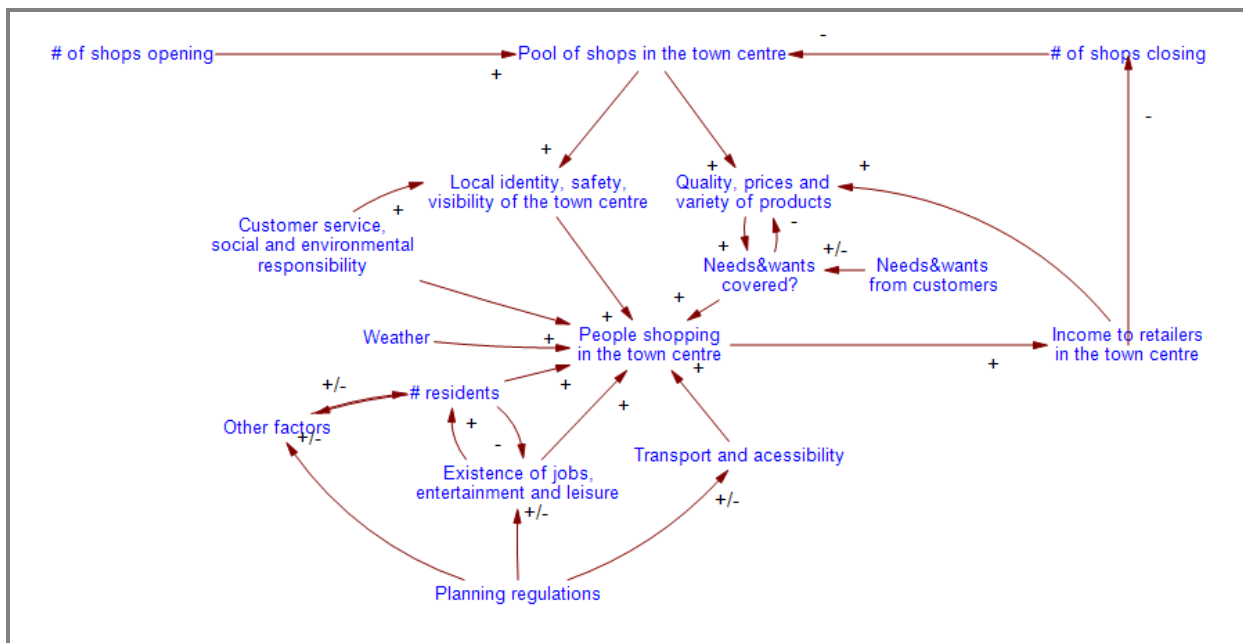 # of shops opening
+
Pool of shops in the town centre
-
# of shops closing
-
+
Local identity, safety,
visibility of the town centre
+
Quality, prices and
variety of products
+
Customer service,
social and environmental
responsibility
+
+
-
Needs&wants
covered?
+/-
Needs&wants
from customers
+
Weather
+
+
People shopping
in the town centre
+
+
Income to retailers
in the town centre
+/-
# residents
+
+
Other factors
+/-
+
-
Transport and acessibility
+/-
Existence of jobs,
entertainment and leisure
+/-
Planning regulations